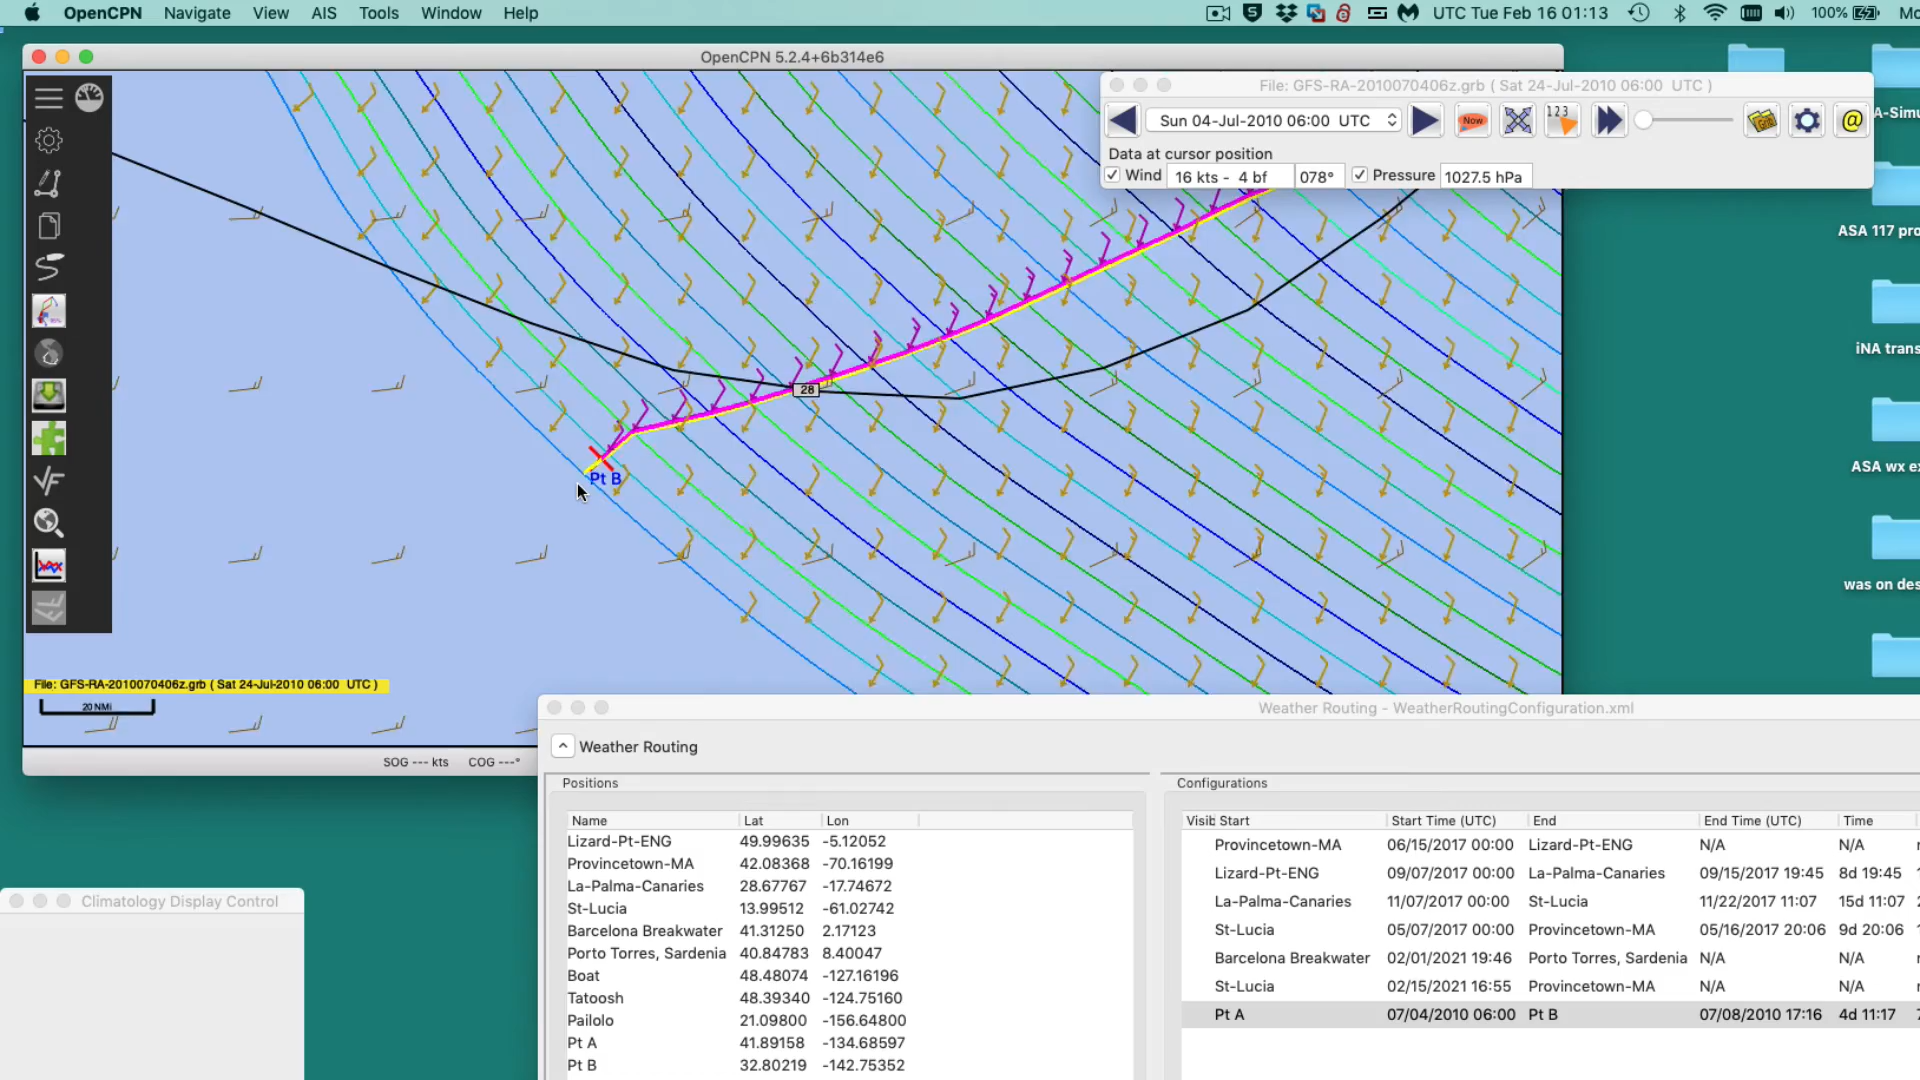 OpenCPN Navigate View AIS Tools Window Help
UTC Tue Feb 16 01:13 100%
OpenCPN 5.2.4+6b314e6
File: GFS-RA-2010070406z.grb ( Sat 24-Jul-2010 06:00 UTC )
Sun 04-Jul-2010 06:00 UTC Now 1 2 3 Grib @
Data at cursor position
Wind 16 kts - 4 bf 078° Pressure 1027.5 hPa
A-Simu
ASA 117 pro
iNA trans
ASA wx ex
was on des
28
Pt B
File: GFS-RA-2010070406z.grb ( Sat 24-Jul-2010 06:00 UTC )
20 NMi
SOG --- kts COG ---°
Weather Routing - WeatherRoutingConfiguration.xml
Weather Routing
Positions
Name Lat Lon
Lizard-Pt-ENG 49.99635 -5.12052
Provincetown-MA 42.08368 -70.16199
La-Palma-Canaries 28.67767 -17.74672
St-Lucia 13.99512 -61.02742
Barcelona Breakwater 41.31250 2.17123
Porto Torres, Sardenia 40.84783 8.40047
Boat 48.48074 -127.16196
Tatoosh 48.39340 -124.75160
Pailolo 21.09800 -156.64800
Pt A 41.89158 -134.68597
Pt B 32.80219 -142.75352
Configurations
Visib Start Start Time (UTC) End End Time (UTC) Time
Provincetown-MA 06/15/2017 00:00 Lizard-Pt-ENG N/A N/A
Lizard-Pt-ENG 09/07/2017 00:00 La-Palma-Canaries 09/15/2017 19:45 8d 19:45
La-Palma-Canaries 11/07/2017 00:00 St-Lucia 11/22/2017 11:07 15d 11:07
St-Lucia 05/07/2017 00:00 Provincetown-MA 05/16/2017 20:06 9d 20:06
Barcelona Breakwater 02/01/2021 19:46 Porto Torres, Sardenia N/A N/A
St-Lucia 02/15/2021 16:55 Provincetown-MA N/A N/A
Pt A 07/04/2010 06:00 Pt B 07/08/2010 17:16 4d 11:17
Climatology Display Control